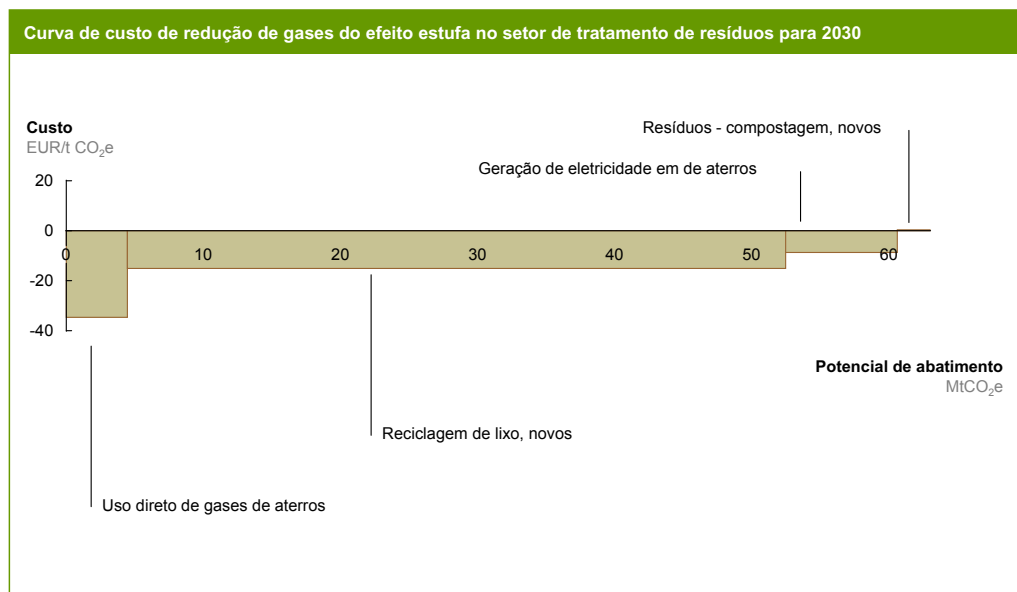 Curva de custo de redução de gases do efeito estufa no setor de tratamento de resíduos para 2030
Custo
EUR/t CO₂e
Resíduos - compostagem, novos
Geração de eletricidade em de aterros
20
0
0 10 20 30 40 50 60
-20
-40
Potencial de abatimento
MtCO₂e
Reciclagem de lixo, novos
Uso direto de gases de aterros